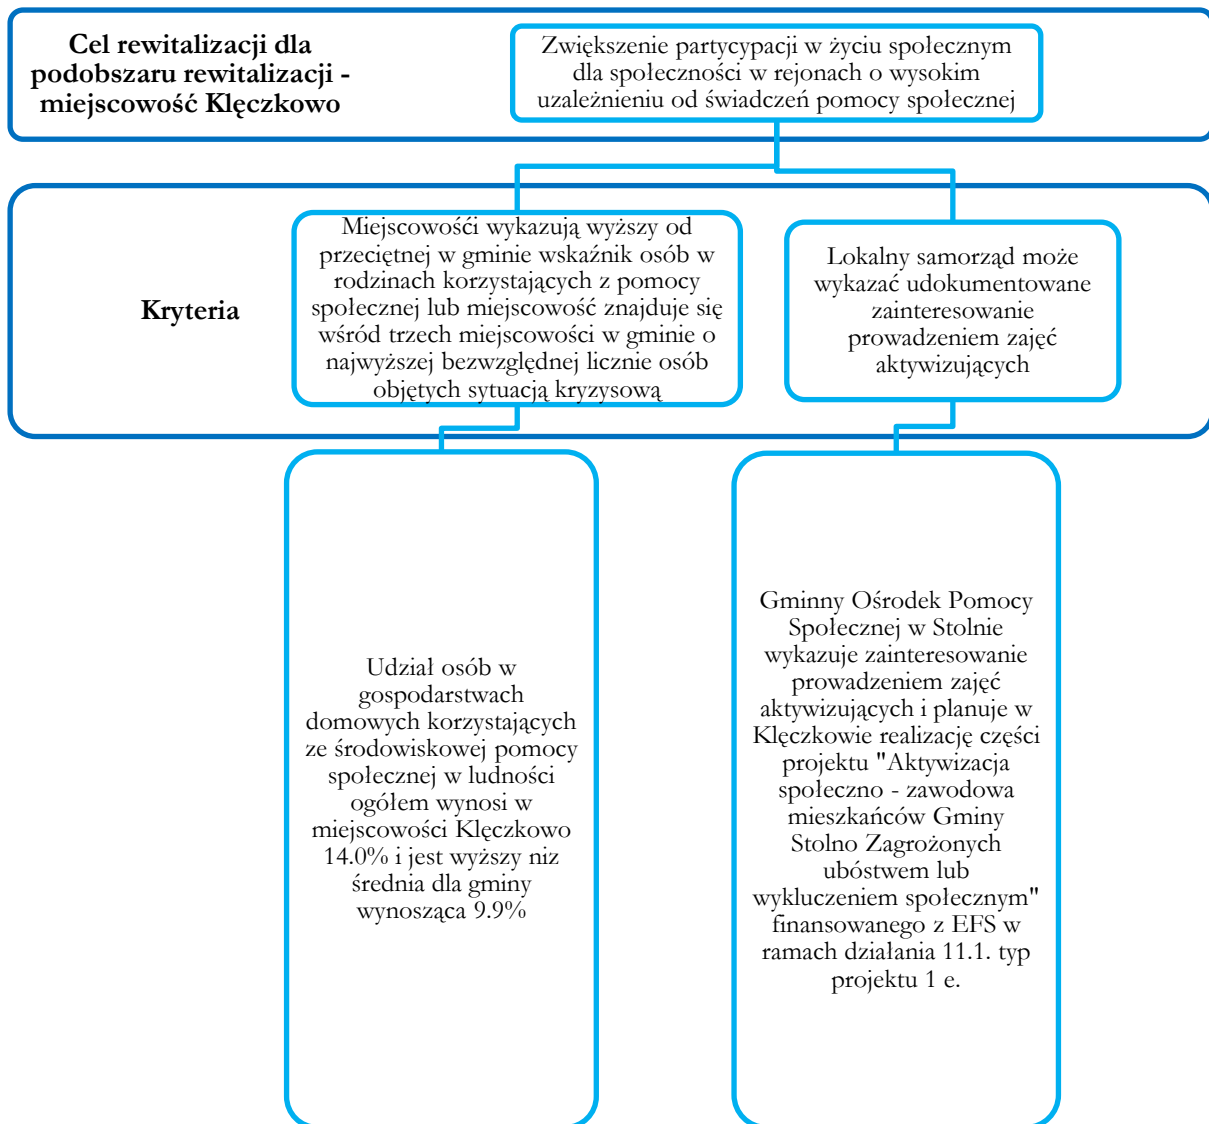 Cel rewitalizacji dla
podobszaru rewitalizacji -
miejscowość Klęczkowo
Zwiększenie partycypacji w życiu społecznym
dla społeczności w rejonach o wysokim
uzależnieniu od świadczeń pomocy społecznej
Kryteria
Miejscowośći wykazują wyższy od
przeciętnej w gminie wskaźnik osób w
rodzinach korzystających z pomocy
społecznej lub miejscowość znajduje się
wśród trzech miejscowości w gminie o
najwyższej bezwzględnej licznie osób
objętych sytuacją kryzysową
Lokalny samorząd może
wykazać udokumentowane
zainteresowanie
prowadzeniem zajęć
aktywizujących
Udział osób w
gospodarstwach
domowych korzystających
ze środowiskowej pomocy
społecznej w ludności
ogółem wynosi w
miejscowości Klęczkowo
14.0% i jest wyższy niz
średnia dla gminy
wynosząca 9.9%
Gminny Ośrodek Pomocy
Społecznej w Stolnie
wykazuje zainteresowanie
prowadzeniem zajęć
aktywizujących i planuje w
Klęczkowie realizację części
projektu "Aktywizacja
społeczno - zawodowa
mieszkańców Gminy
Stolno Zagrożonych
ubóstwem lub
wykluczeniem społecznym"
finansowanego z EFS w
ramach działania 11.1. typ
projektu 1 e.